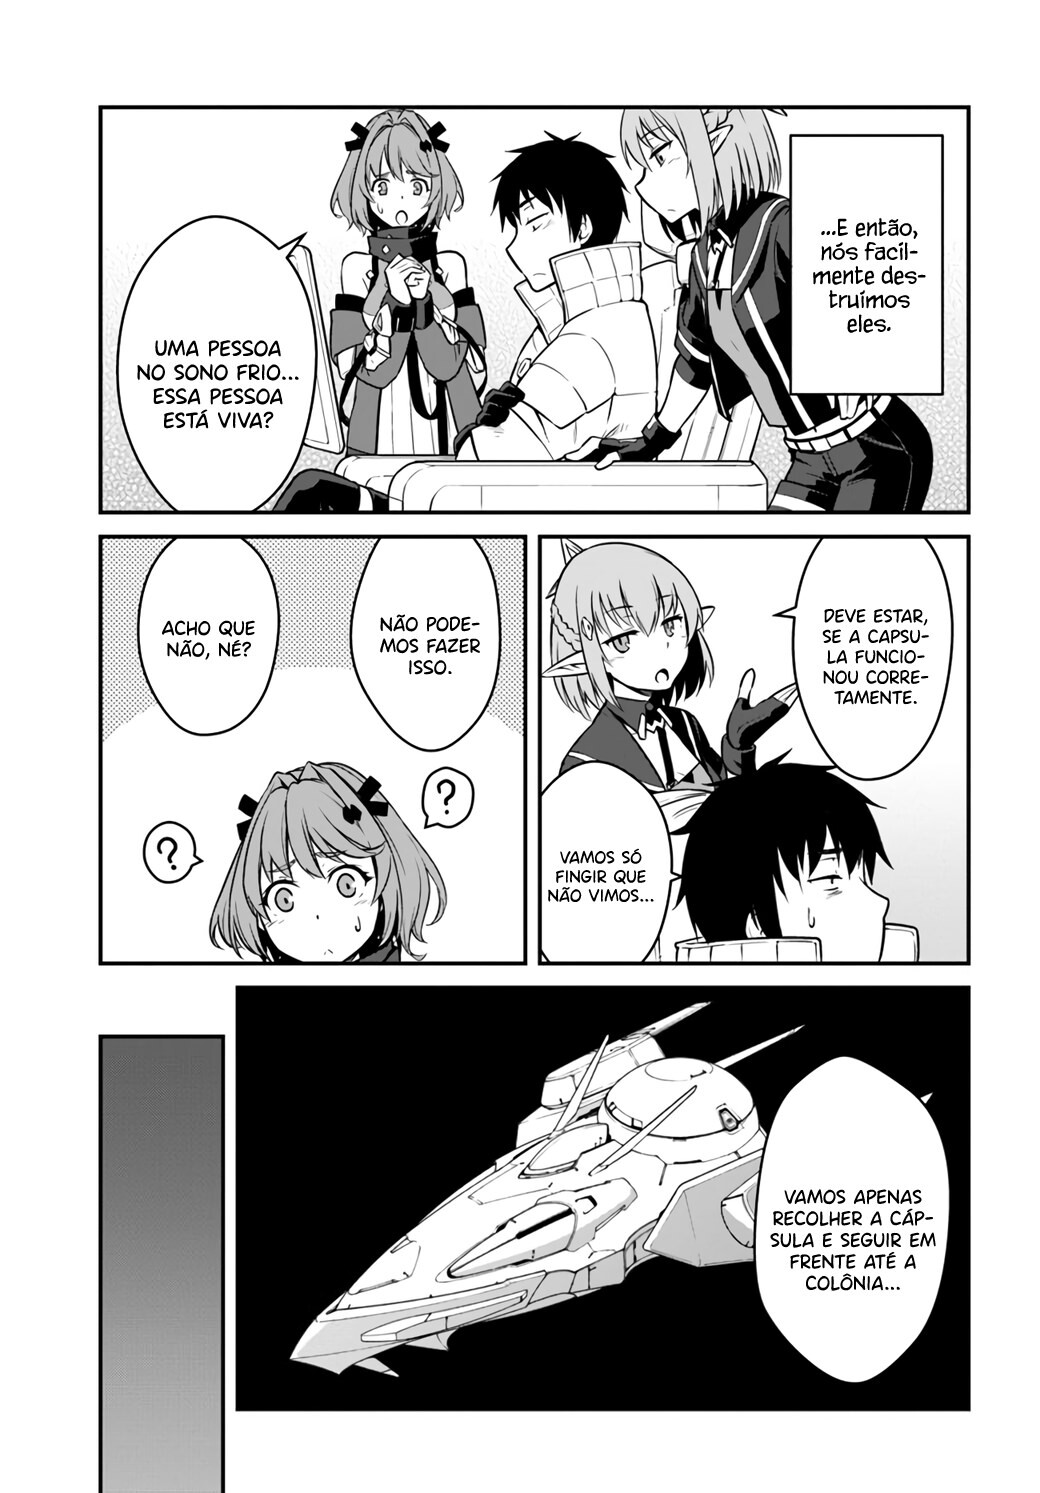 ...E então,
nós facil-
mente des-
truímos
eles.
UMA PESSOA
NO SONO FRIO...
ESSA PESSOA
ESTÁ VIVA?
DEVE ESTAR,
SE A CAPSU-
LA FUNCIO-
NOU CORRE-
TAMENTE.
VAMOS SÓ
FINGIR QUE
NÃO VIMOS...
NÃO PODE-
MOS FAZER
ISSO.
ACHO QUE
NÃO, NÉ?
?
?
VAMOS APENAS
RECOLHER A CÁP-
SULA E SEGUIR EM
FRENTE ATÉ A
COLÔNIA...